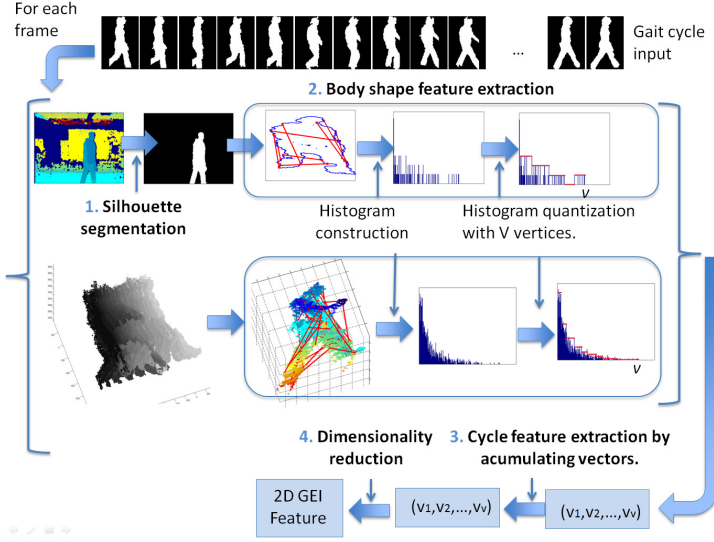 For each
frame
...
Gait cycle
input
2. Body shape feature extraction
v
1. Silhouette
segmentation
Histogram
construction
Histogram quantization
with V vertices.
v
4. Dimensionality
reduction
3. Cycle feature extraction by
acumulating vectors.
2D GEI
Feature
(v1,v2,...,vv)
(v1,v2,...,vv)